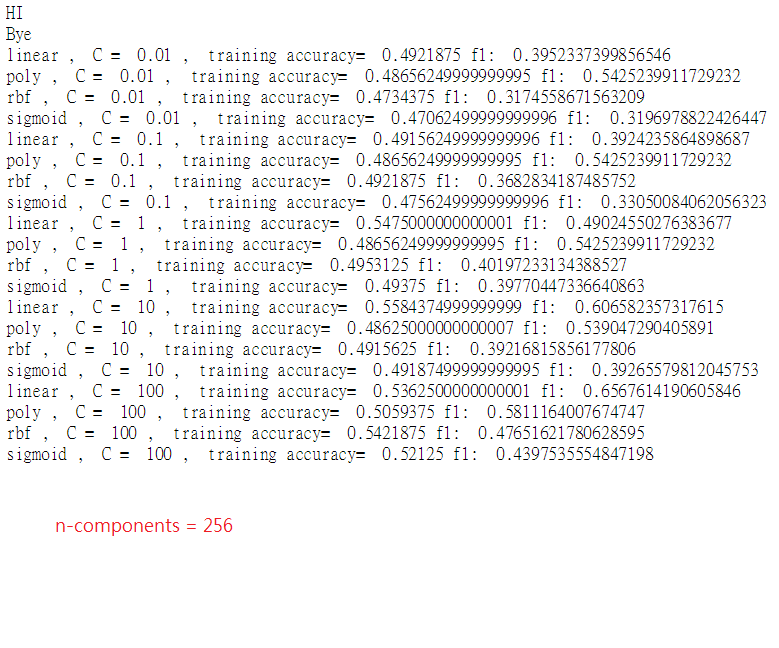 HI
Bye
linear , C = 0.01 , training accuracy= 0.4921875 f1: 0.3952337399856546
poly , C = 0.01 , training accuracy= 0.48656249999999995 f1: 0.5425239911729232
rbf , C = 0.01 , training accuracy= 0.4734375 f1: 0.3174558671563209
sigmoid , C = 0.01 , training accuracy= 0.47062499999999996 f1: 0.3196978822426447
linear , C = 0.1 , training accuracy= 0.49156249999999996 f1: 0.3924235864898687
poly , C = 0.1 , training accuracy= 0.48656249999999995 f1: 0.5425239911729232
rbf , C = 0.1 , training accuracy= 0.4921875 f1: 0.3682834187485752
sigmoid , C = 0.1 , training accuracy= 0.47562499999999996 f1: 0.33050084062056323
linear , C = 1 , training accuracy= 0.5475000000000001 f1: 0.49024550276383677
poly , C = 1 , training accuracy= 0.48656249999999995 f1: 0.5425239911729232
rbf , C = 1 , training accuracy= 0.4953125 f1: 0.40197233134388527
sigmoid , C = 1 , training accuracy= 0.49375 f1: 0.39770447336640863
linear , C = 10 , training accuracy= 0.5584374999999999 f1: 0.606582357317615
poly , C = 10 , training accuracy= 0.48625000000000007 f1: 0.539047290405891
rbf , C = 10 , training accuracy= 0.4915625 f1: 0.39216815856177806
sigmoid , C = 10 , training accuracy= 0.49187499999999995 f1: 0.39265579812045753
linear , C = 100 , training accuracy= 0.5362500000000001 f1: 0.6567614190605846
poly , C = 100 , training accuracy= 0.5059375 f1: 0.5811164007674747
rbf , C = 100 , training accuracy= 0.5421875 f1: 0.47651621780628595
sigmoid , C = 100 , training accuracy= 0.52125 f1: 0.4397535554847198
n-components = 256